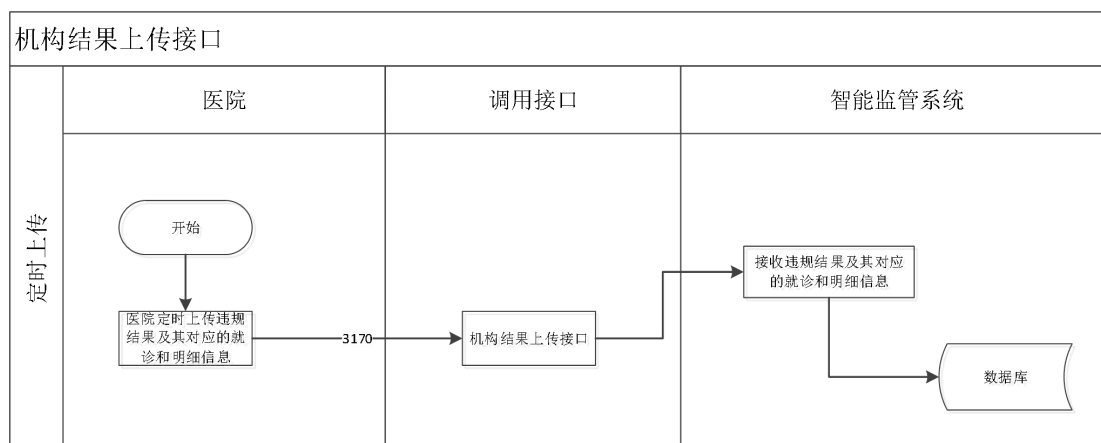 机构结果上传接口
医院
调用接口
智能监管系统
定时上传
开始
医院定时上传违规
结果及其对应的就
诊和明细信息
3170
机构结果上传接口
接收违规结果及其对应
的就诊和明细信息
数据库